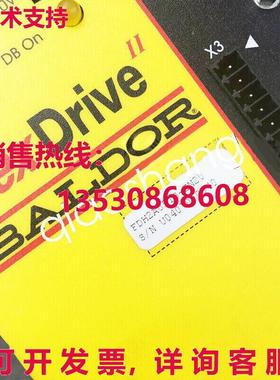 术支持
DB On
X3
Drive II
BALDOR
销售热线:
13530868608
S/N U040
可开发票, 详询客服